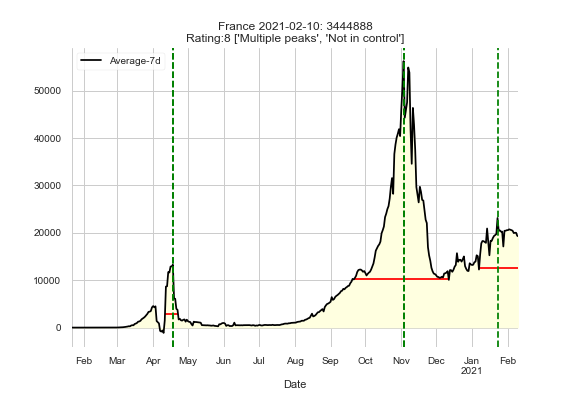 France 2021-02-10: 3444888
Rating:8 ['Multiple peaks', 'Not in control']
Average-7d
50000
40000
30000
20000
10000
0
Feb Mar Apr May Jun Jul Aug Sep Oct Nov Dec Jan Feb
2021
Date